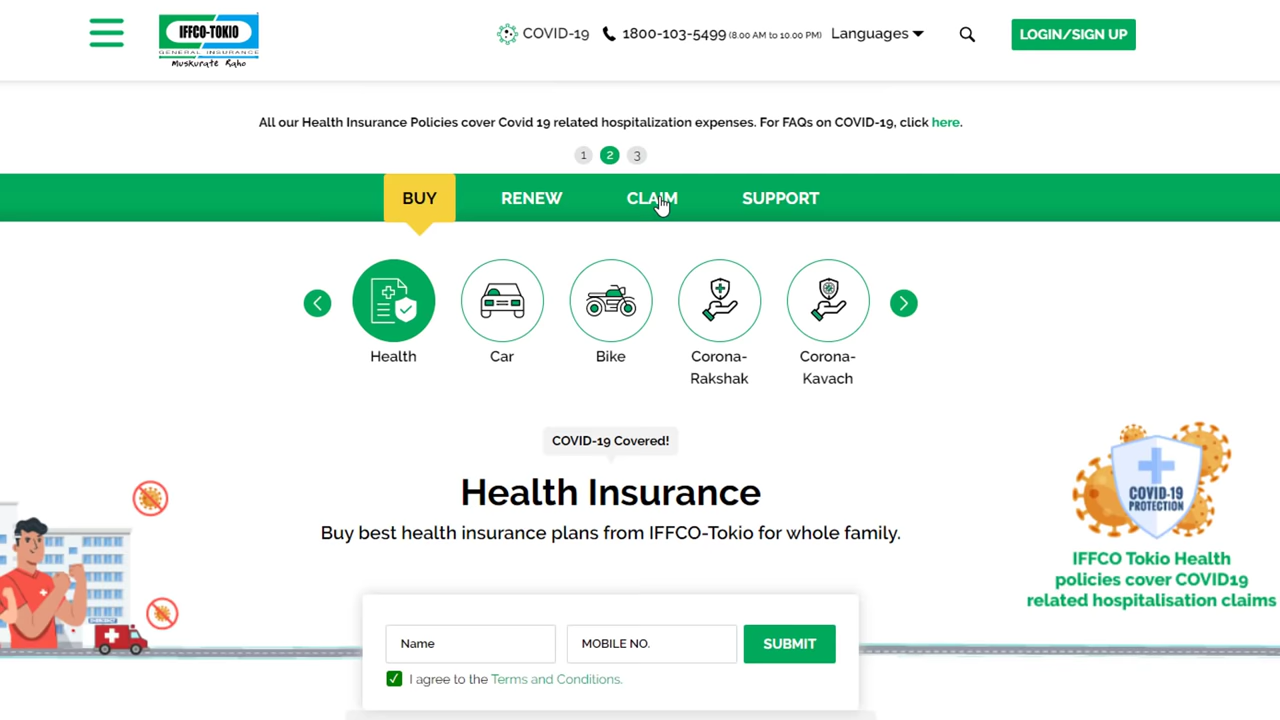 IFFCO-TOKIO
GENERAL INSURANCE
Muskurate Raho
COVID-19
1800-103-5499 (8.00 AM to 10.00 PM)
Languages
LOGIN/SIGN UP
All our Health Insurance Policies cover Covid 19 related hospitalization expenses. For FAQs on COVID-19, click here.
1 2 3
BUY
RENEW
CLAIM
SUPPORT
Health
Car
Bike
Corona-
Rakshak
Corona-
Kavach
COVID-19 Covered!
Health Insurance
Buy best health insurance plans from IFFCO-Tokio for whole family.
COVID-19
PROTECTION
IFFCO Tokio Health
policies cover COVID19
related hospitalisation claims
Name
MOBILE NO.
SUBMIT
I agree to the Terms and Conditions.